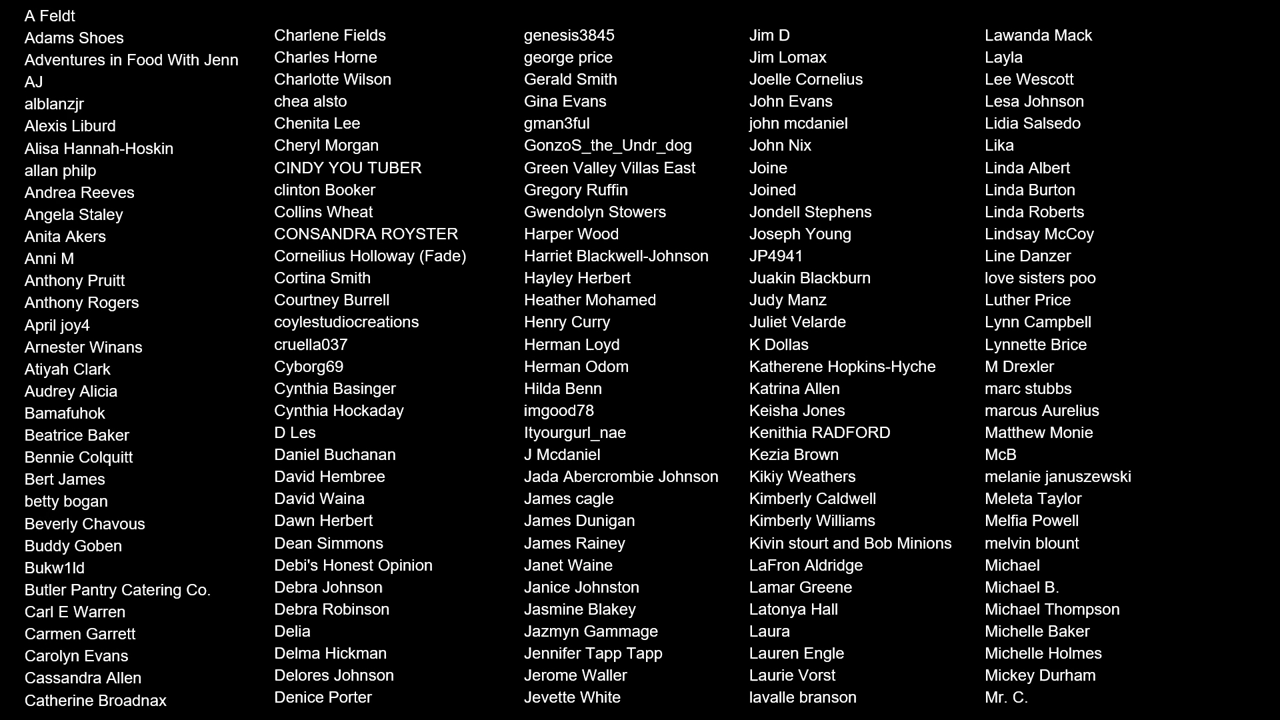 A Feldt
Adams Shoes
Adventures in Food With Jenn
AJ
alblanzjr
Alexis Liburd
Alisa Hannah-Hoskin
allan philp
Andrea Reeves
Angela Staley
Anita Akers
Anni M
Anthony Pruitt
Anthony Rogers
April joy4
Arnester Winans
Atiyah Clark
Audrey Alicia
Bamafuhok
Beatrice Baker
Bennie Colquitt
Bert James
betty bogan
Beverly Chavous
Buddy Goben
Bukw1ld
Butler Pantry Catering Co.
Carl E Warren
Carmen Garrett
Carolyn Evans
Cassandra Allen
Catherine Broadnax
Charlene Fields
Charles Horne
Charlotte Wilson
chea alsto
Chenita Lee
Cheryl Morgan
CINDY YOU TUBER
clinton Booker
Collins Wheat
CONSANDRA ROYSTER
Corneilius Holloway (Fade)
Cortina Smith
Courtney Burrell
coylestudiocreations
cruella037
Cyborg69
Cynthia Basinger
Cynthia Hockaday
D Les
Daniel Buchanan
David Hembree
David Waina
Dawn Herbert
Dean Simmons
Debi's Honest Opinion
Debra Johnson
Debra Robinson
Delia
Delma Hickman
Delores Johnson
Denice Porter
genesis3845
george price
Gerald Smith
Gina Evans
gman3ful
GonzoS_the_Undr_dog
Green Valley Villas East
Gregory Ruffin
Gwendolyn Stowers
Harper Wood
Harriet Blackwell-Johnson
Hayley Herbert
Heather Mohamed
Henry Curry
Herman Loyd
Herman Odom
Hilda Benn
imgood78
Ityourgurl_nae
J Mcdaniel
Jada Abercrombie Johnson
James cagle
James Dunigan
James Rainey
Janet Waine
Janice Johnston
Jasmine Blakey
Jazmyn Gammage
Jennifer Tapp Tapp
Jerome Waller
Jevette White
Jim D
Jim Lomax
Joelle Cornelius
John Evans
john mcdaniel
John Nix
Joine
Joined
Jondell Stephens
Joseph Young
JP4941
Juakin Blackburn
Judy Manz
Juliet Velarde
K Dollas
Katherene Hopkins-Hyche
Katrina Allen
Keisha Jones
Kenithia RADFORD
Kezia Brown
Kikiy Weathers
Kimberly Caldwell
Kimberly Williams
Kivin stourt and Bob Minions
LaFron Aldridge
Lamar Greene
Latonya Hall
Laura
Lauren Engle
Laurie Vorst
lavalle branson
Lawanda Mack
Layla
Lee Wescott
Lesa Johnson
Lidia Salsedo
Lika
Linda Albert
Linda Burton
Linda Roberts
Lindsay McCoy
Line Danzer
love sisters poo
Luther Price
Lynn Campbell
Lynnette Brice
M Drexler
marc stubbs
marcus Aurelius
Matthew Monie
McB
melanie januszewski
Meleta Taylor
Melfia Powell
melvin blount
Michael
Michael B.
Michael Thompson
Michelle Baker
Michelle Holmes
Mickey Durham
Mr. C.